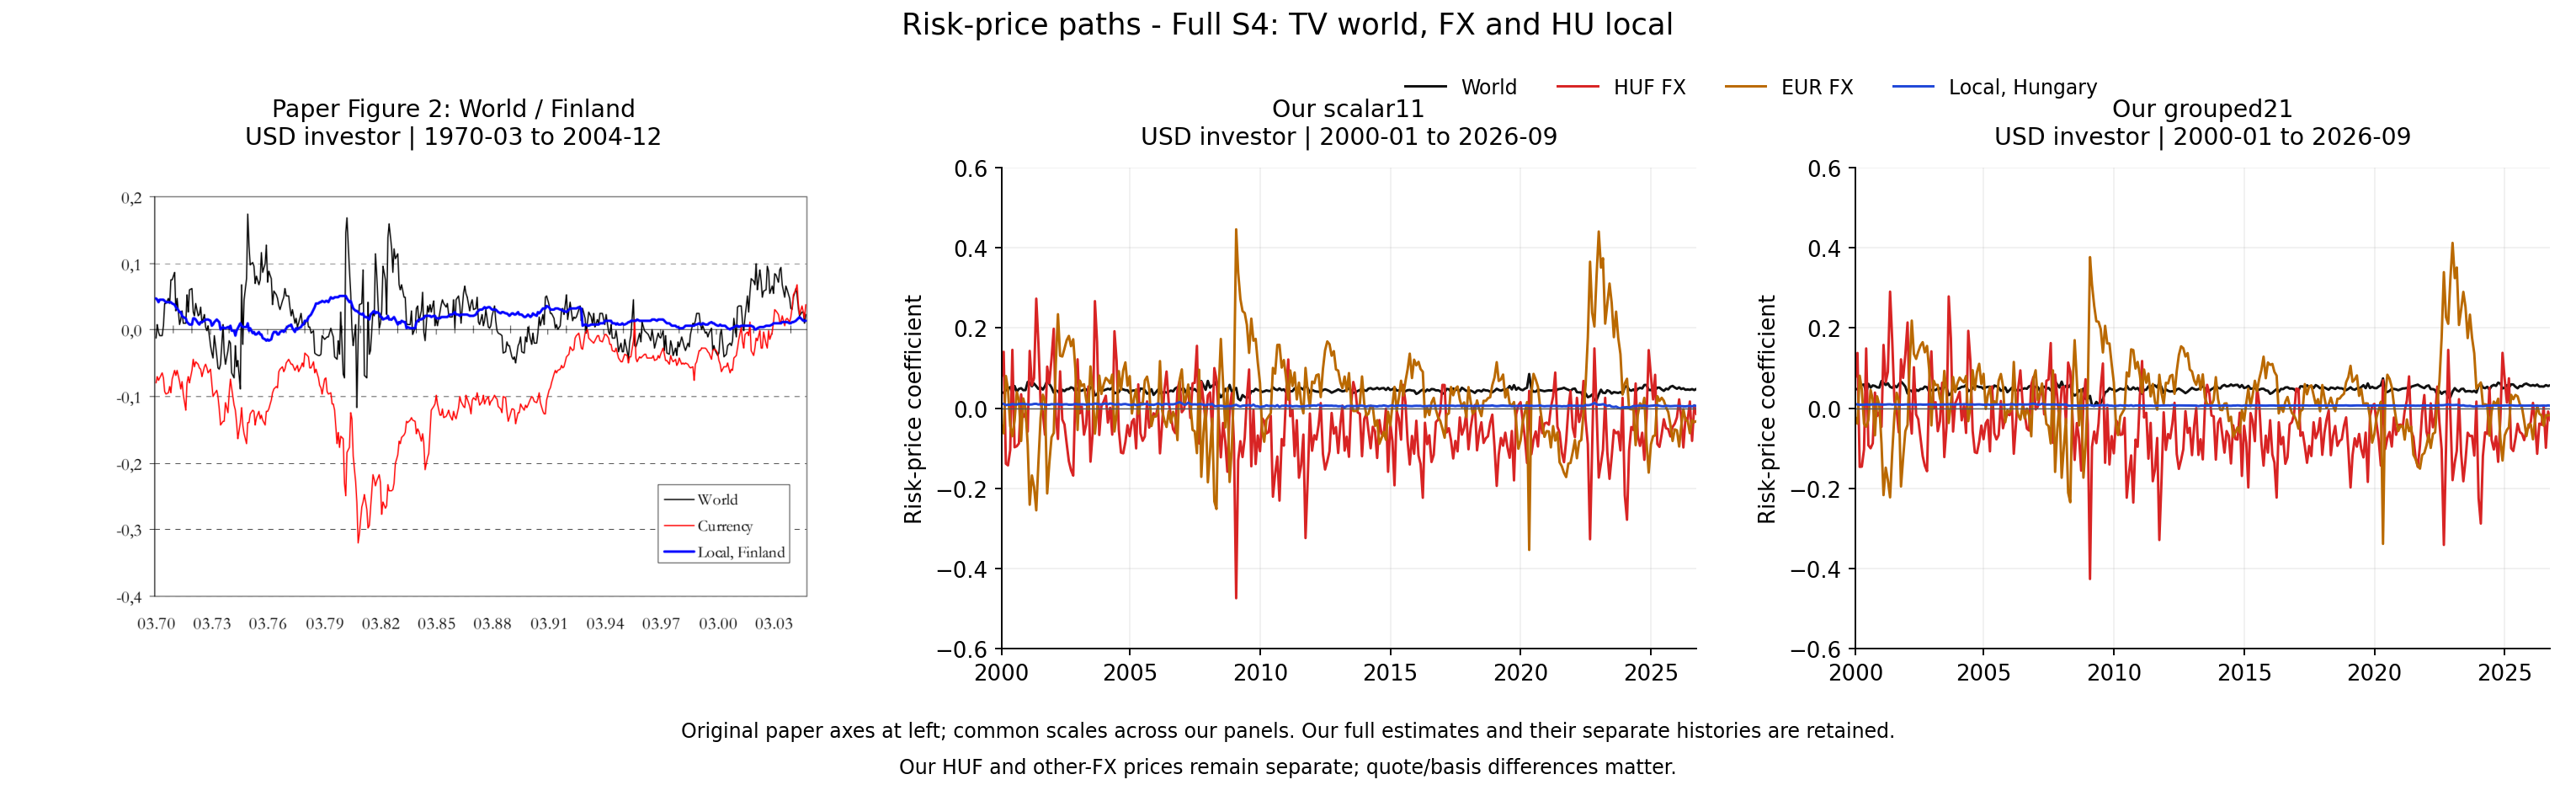 Risk-price paths - Full S4: TV world, FX and HU local
World
HUF FX
EUR FX
Local, Hungary
Paper Figure 2: World / Finland
USD investor | 1970-03 to 2004-12
0,2
0,1
0,0
-0,1
-0,2
-0,3
-0,4
World
Currency
Local, Finland
03.70 03.73 03.76 03.79 03.82 03.85 03.88 03.91 03.94 03.97 03.00 03.03
Our scalar11
USD investor | 2000-01 to 2026-09
Risk-price coefficient
0.6
0.4
0.2
0.0
−0.2
−0.4
−0.6
2000 2005 2010 2015 2020 2025
Our grouped21
USD investor | 2000-01 to 2026-09
Risk-price coefficient
0.6
0.4
0.2
0.0
−0.2
−0.4
−0.6
2000 2005 2010 2015 2020 2025
Original paper axes at left; common scales across our panels. Our full estimates and their separate histories are retained.
Our HUF and other-FX prices remain separate; quote/basis differences matter.